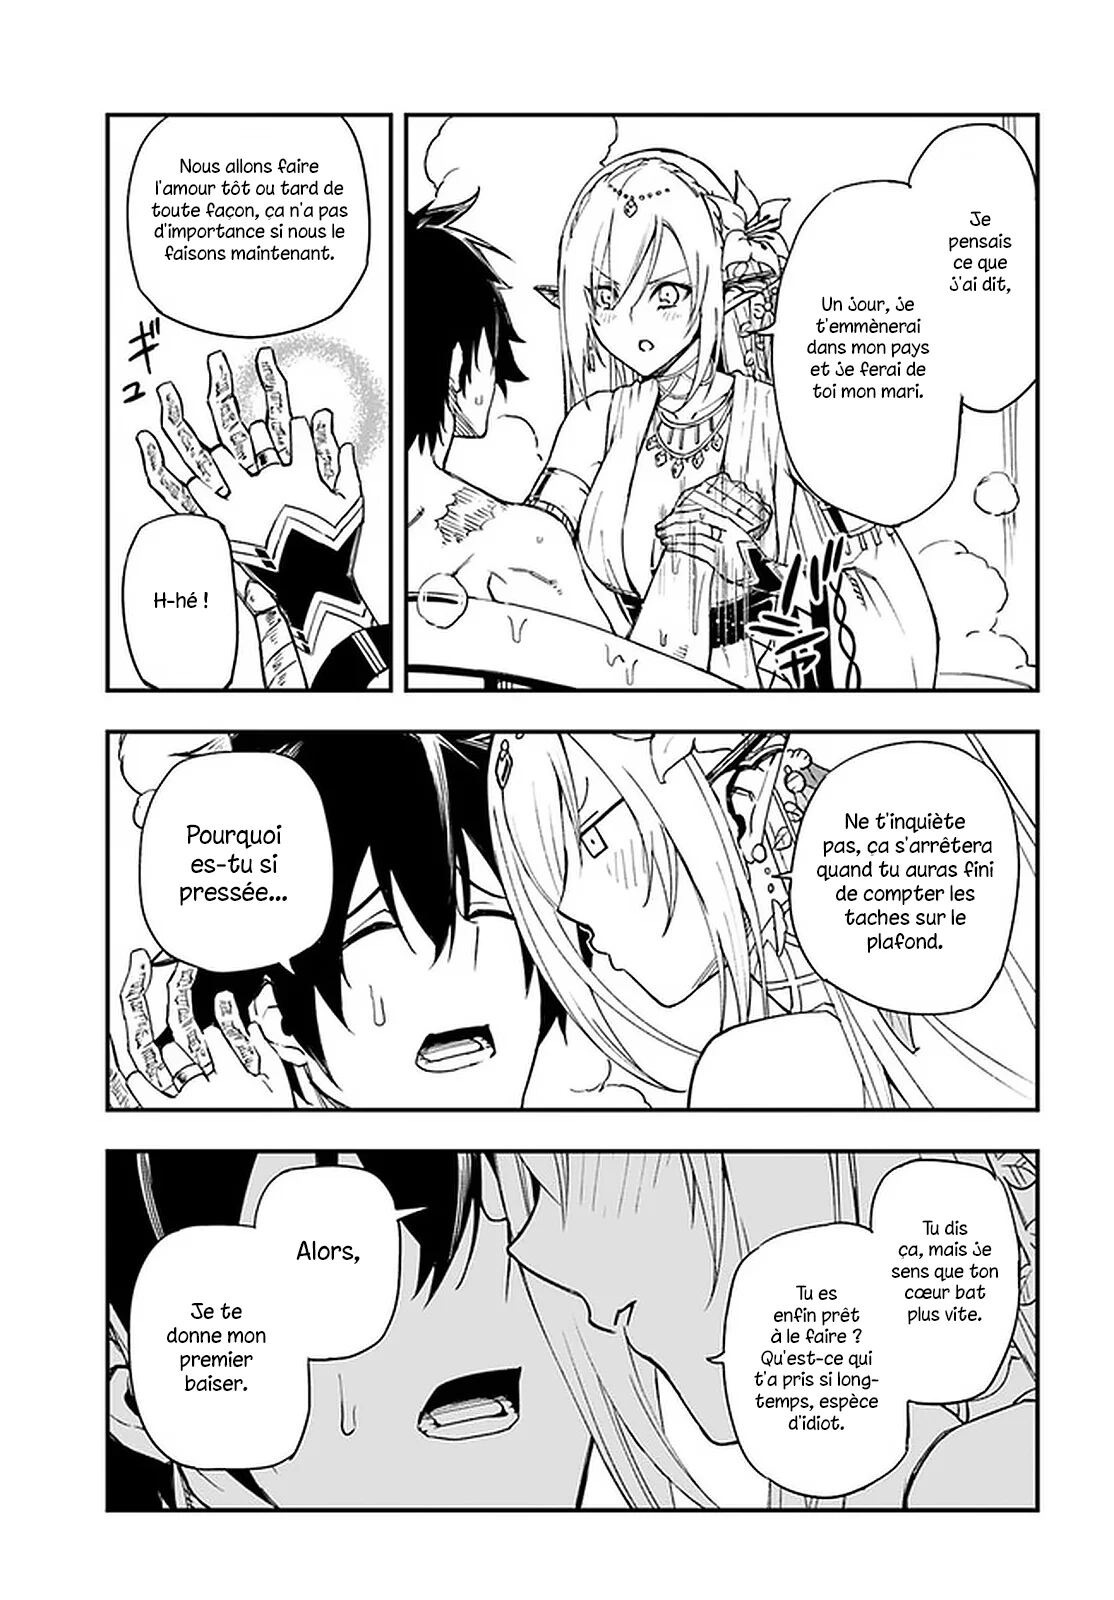 Je
pensais
ce que
j'ai dit,
Un jour, je
t'emmènerai
dans mon pays
et je ferai de
toi mon mari.
ギャ
Nous allons faire
l'amour tôt ou tard de
toute façon, ça n'a pas
d'importance si nous le
faisons maintenant.
ギュ
H-hé !
Ne t'inquiète
pas, ça s'arrêtera
quand tu auras fini
de compter les
taches sur le
plafond.
Pourquoi
es-tu si
pressée...
Tu dis
ça, mais je
sens que ton
cœur bat
plus vite.
Tu es
enfin prêt
à le faire ?
Qu'est-ce qui
t'a pris si long-
temps, espèce
d'idiot.
Alors,
Je te
donne mon
premier
baiser.